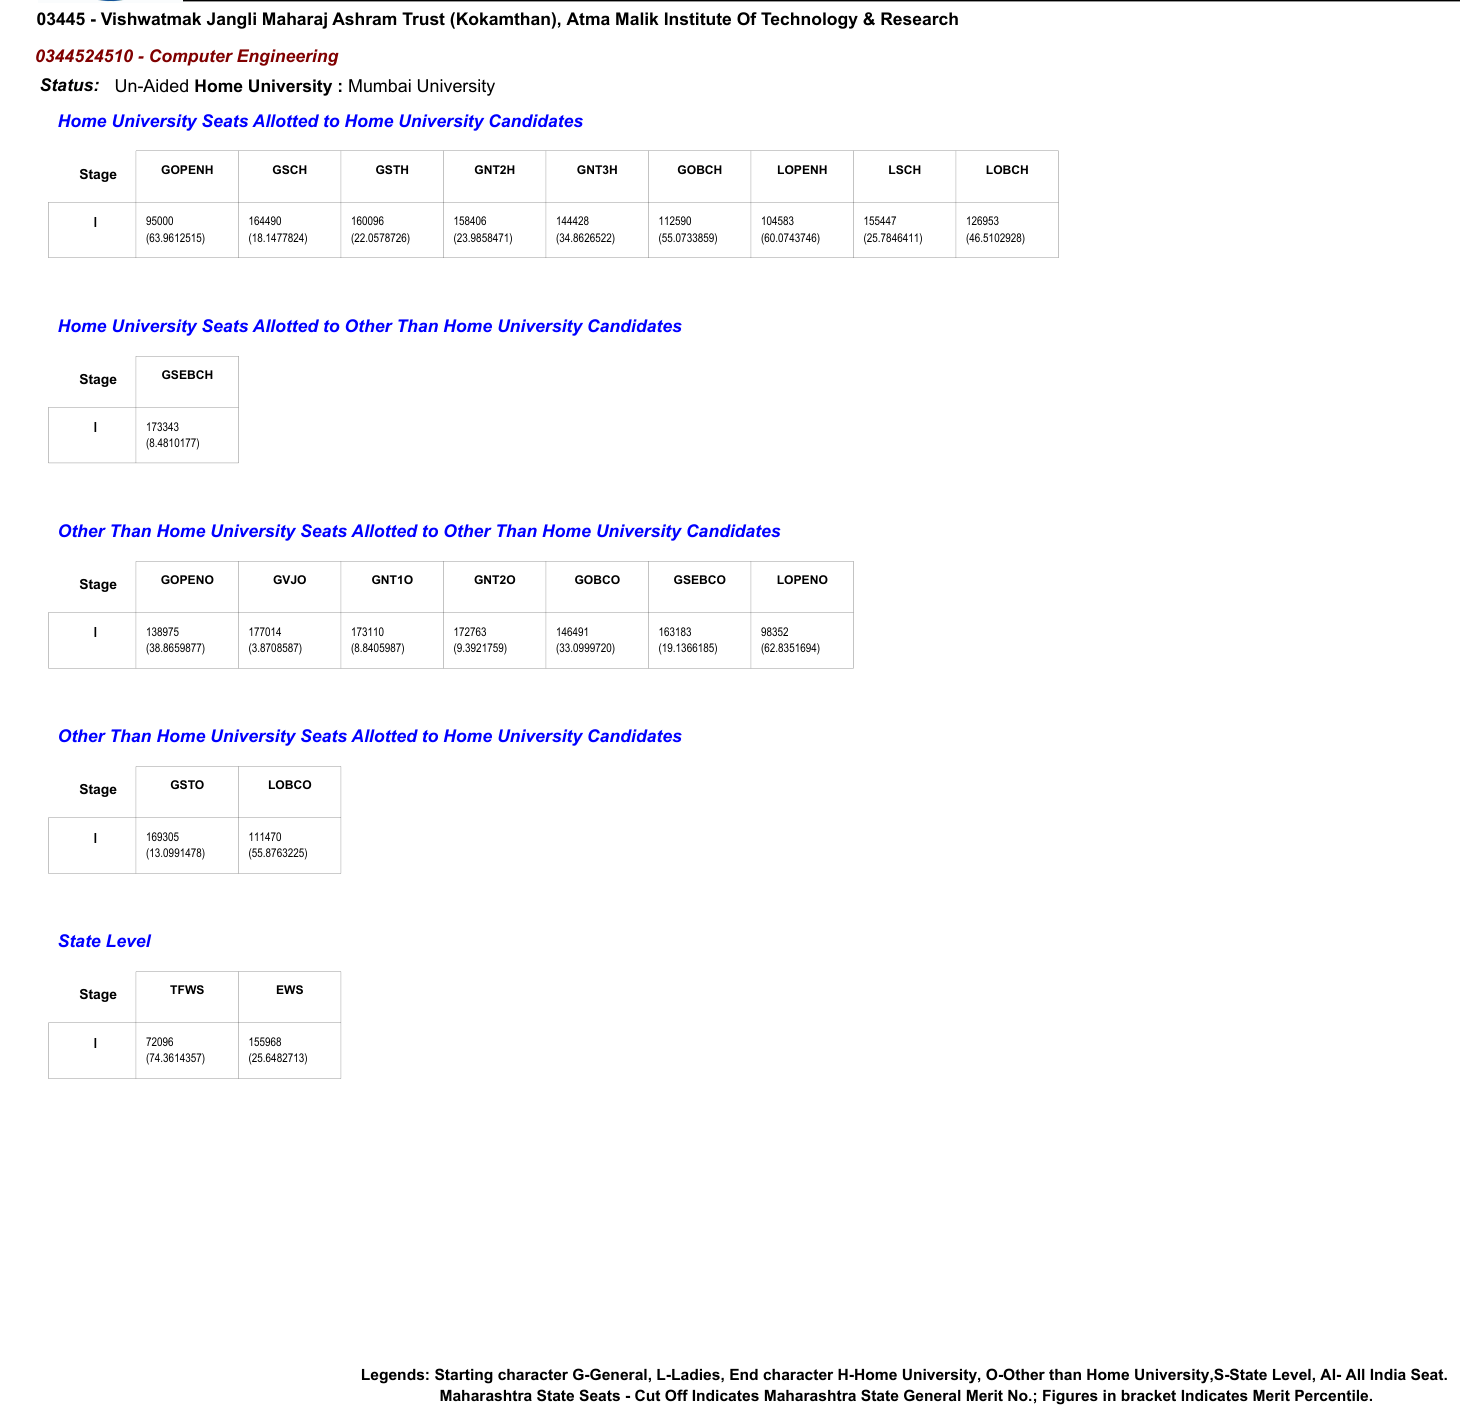 03445 - Vishwatmak Jangli Maharaj Ashram Trust (Kokamthan), Atma Malik Institute Of Technology & Research
0344524510 - Computer Engineering
Status: Un-Aided Home University : Mumbai University
Home University Seats Allotted to Home University Candidates
Stage GOPENH GSCH GSTH GNT2H GNT3H GOBCH LOPENH LSCH LOBCH
I 95000 164490 160096 158406 144428 112590 104583 155447 126953
(63.9612515) (18.1477824) (22.0578726) (23.9858471) (34.8626522) (55.0733859) (60.0743746) (25.7846411) (46.5102928)
Home University Seats Allotted to Other Than Home University Candidates
Stage GSEBCH
I 173343
(8.4810177)
Other Than Home University Seats Allotted to Other Than Home University Candidates
Stage GOPENO GVJO GNT1O GNT2O GOBCO GSEBCO LOPENO
I 138975 177014 173110 172763 146491 163183 98352
(38.8659877) (3.8708587) (8.8405987) (9.3921759) (33.0999720) (19.1366185) (62.8351694)
Other Than Home University Seats Allotted to Home University Candidates
Stage GSTO LOBCO
I 169305 111470
(13.0991478) (55.8763225)
State Level
Stage TFWS EWS
I 72096 155968
(74.3614357) (25.6482713)
Legends: Starting character G-General, L-Ladies, End character H-Home University, O-Other than Home University,S-State Level, AI- All India Seat.
Maharashtra State Seats - Cut Off Indicates Maharashtra State General Merit No.; Figures in bracket Indicates Merit Percentile.